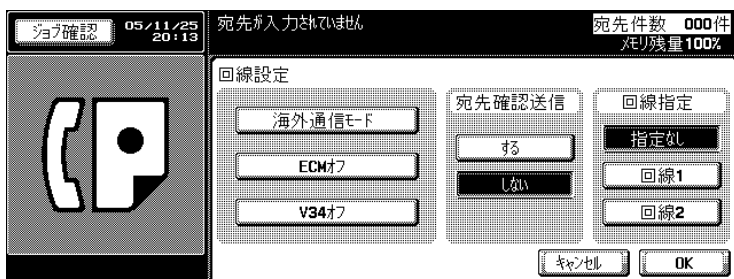 ジョブ確認
05/11/25
20:13
宛先が入力されていません
宛先件数 000件
メモリ残量100%
回線設定
海外通信モード
ECMオフ
V34オフ
宛先確認送信
する
しない
回線指定
指定なし
回線1
回線2
キャンセル
OK